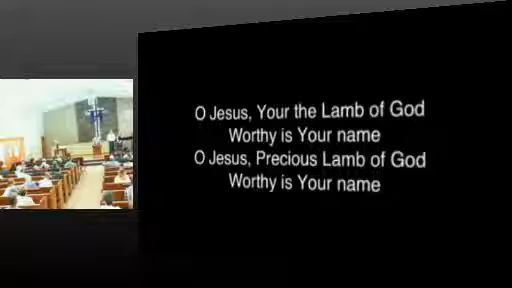 O Jesus, Your the Lamb of God
Worthy is Your name
O Jesus, Precious Lamb of God
Worthy is Your name